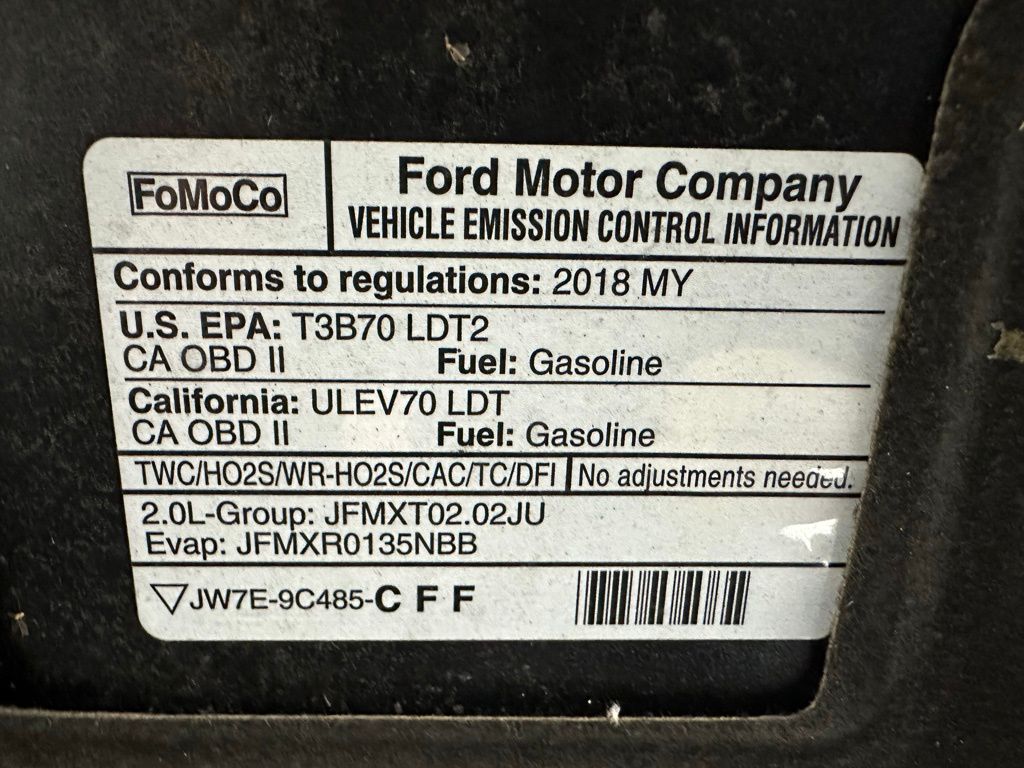 FoMoCo
Ford Motor Company
VEHICLE EMISSION CONTROL INFORMATION
Conforms to regulations: 2018 MY
U.S. EPA: T3B70 LDT2
CA OBD II Fuel: Gasoline
California: ULEV70 LDT
CA OBD II Fuel: Gasoline
TWC/HO2S/WR-HO2S/CAC/TC/DFI No adjustments needed.
2.0L-Group: JFMXT02.02JU
Evap: JFMXR0135NBB
JW7E-9C485-C F F